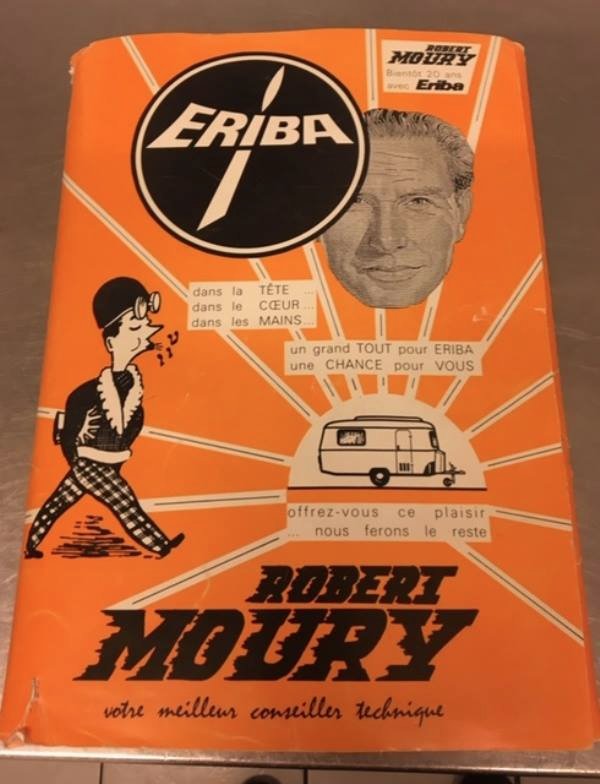 ROBERT
MOURY
Bientôt 20 ans
avec Eriba
ERIBA
dans la TÊTE ...
dans le CŒUR...
dans les MAINS...
un grand TOUT pour ERIBA
une CHANCE pour VOUS
offrez-vous ce plaisir
... nous ferons le reste
ROBERT
MOURY
votre meilleur conseiller technique